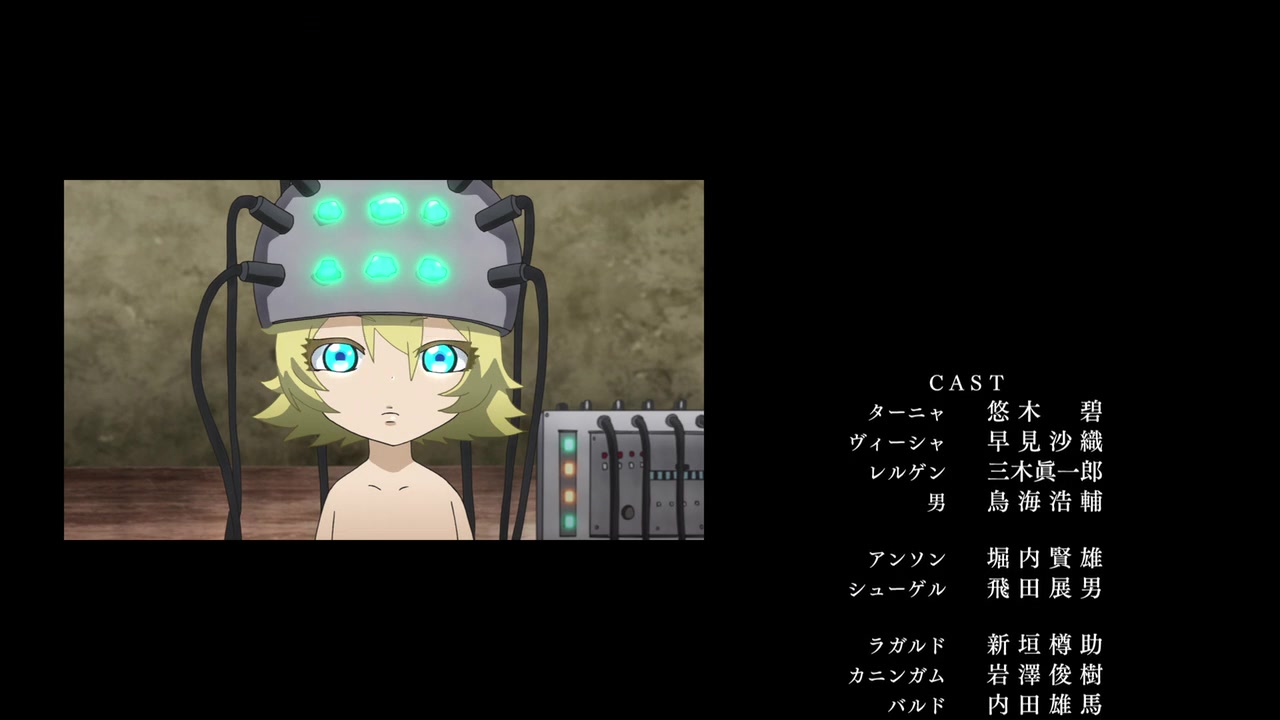 CAST
ターニャ 悠木 碧
ヴィーシャ 早見沙織
レルゲン 三木眞一郎
男 鳥海浩輔
アンソン 堀内賢雄
シューゲル 飛田展男
ラガルド 新垣樽助
カニンガム 岩澤俊樹
バルド 内田雄馬